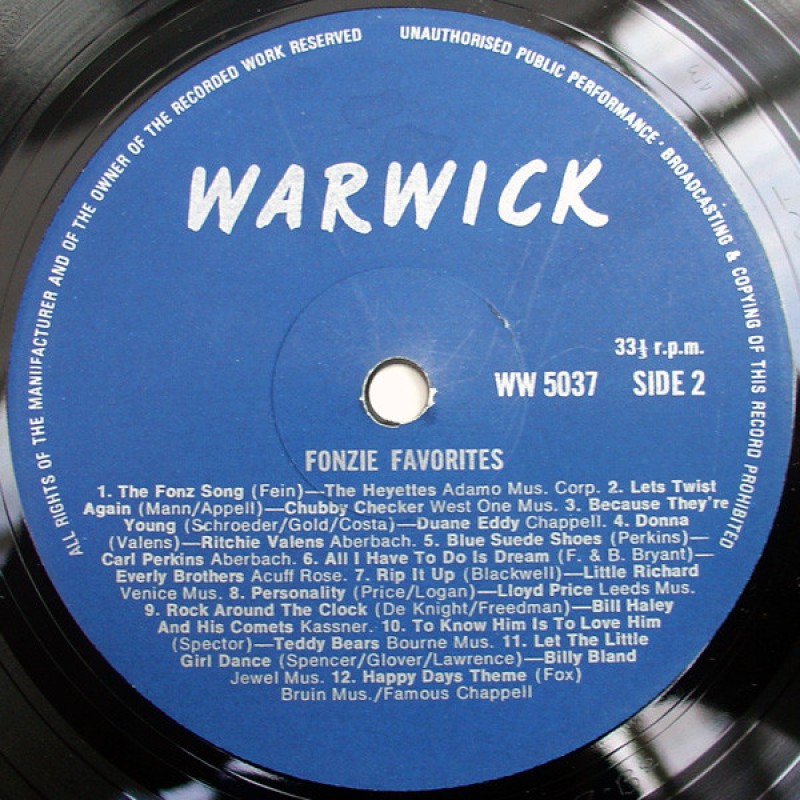 ALL RIGHTS OF THE MANUFACTURER AND OF THE OWNER OF THE RECORDED WORK RESERVED
UNAUTHORISED PUBLIC PERFORMANCE · BROADCASTING & COPYING OF THIS RECORD PROHIBITED
WARWICK
33⅓ r.p.m.
WW 5037 SIDE 2
FONZIE FAVORITES
1. The Fonz Song (Fein)—The Heyettes Adamo Mus. Corp. 2. Lets Twist
Again (Mann/Appell)—Chubby Checker West One Mus. 3. Because They're
Young (Schroeder/Gold/Costa)—Duane Eddy Chappell. 4. Donna
(Valens)—Ritchie Valens Aberbach. 5. Blue Suede Shoes (Perkins)—
Carl Perkins Aberbach. 6. All I Have To Do Is Dream (F. & B. Bryant)—
Everly Brothers Acuff Rose. 7. Rip It Up (Blackwell)—Little Richard
Venice Mus. 8. Personality (Price/Logan)—Lloyd Price Leeds Mus.
9. Rock Around The Clock (De Knight/Freedman)—Bill Haley
And His Comets Kassner. 10. To Know Him Is To Love Him
(Spector)—Teddy Bears Bourne Mus. 11. Let The Little
Girl Dance (Spencer/Glover/Lawrence)—Billy Bland
Jewel Mus. 12. Happy Days Theme (Fox)
Bruin Mus./Famous Chappell